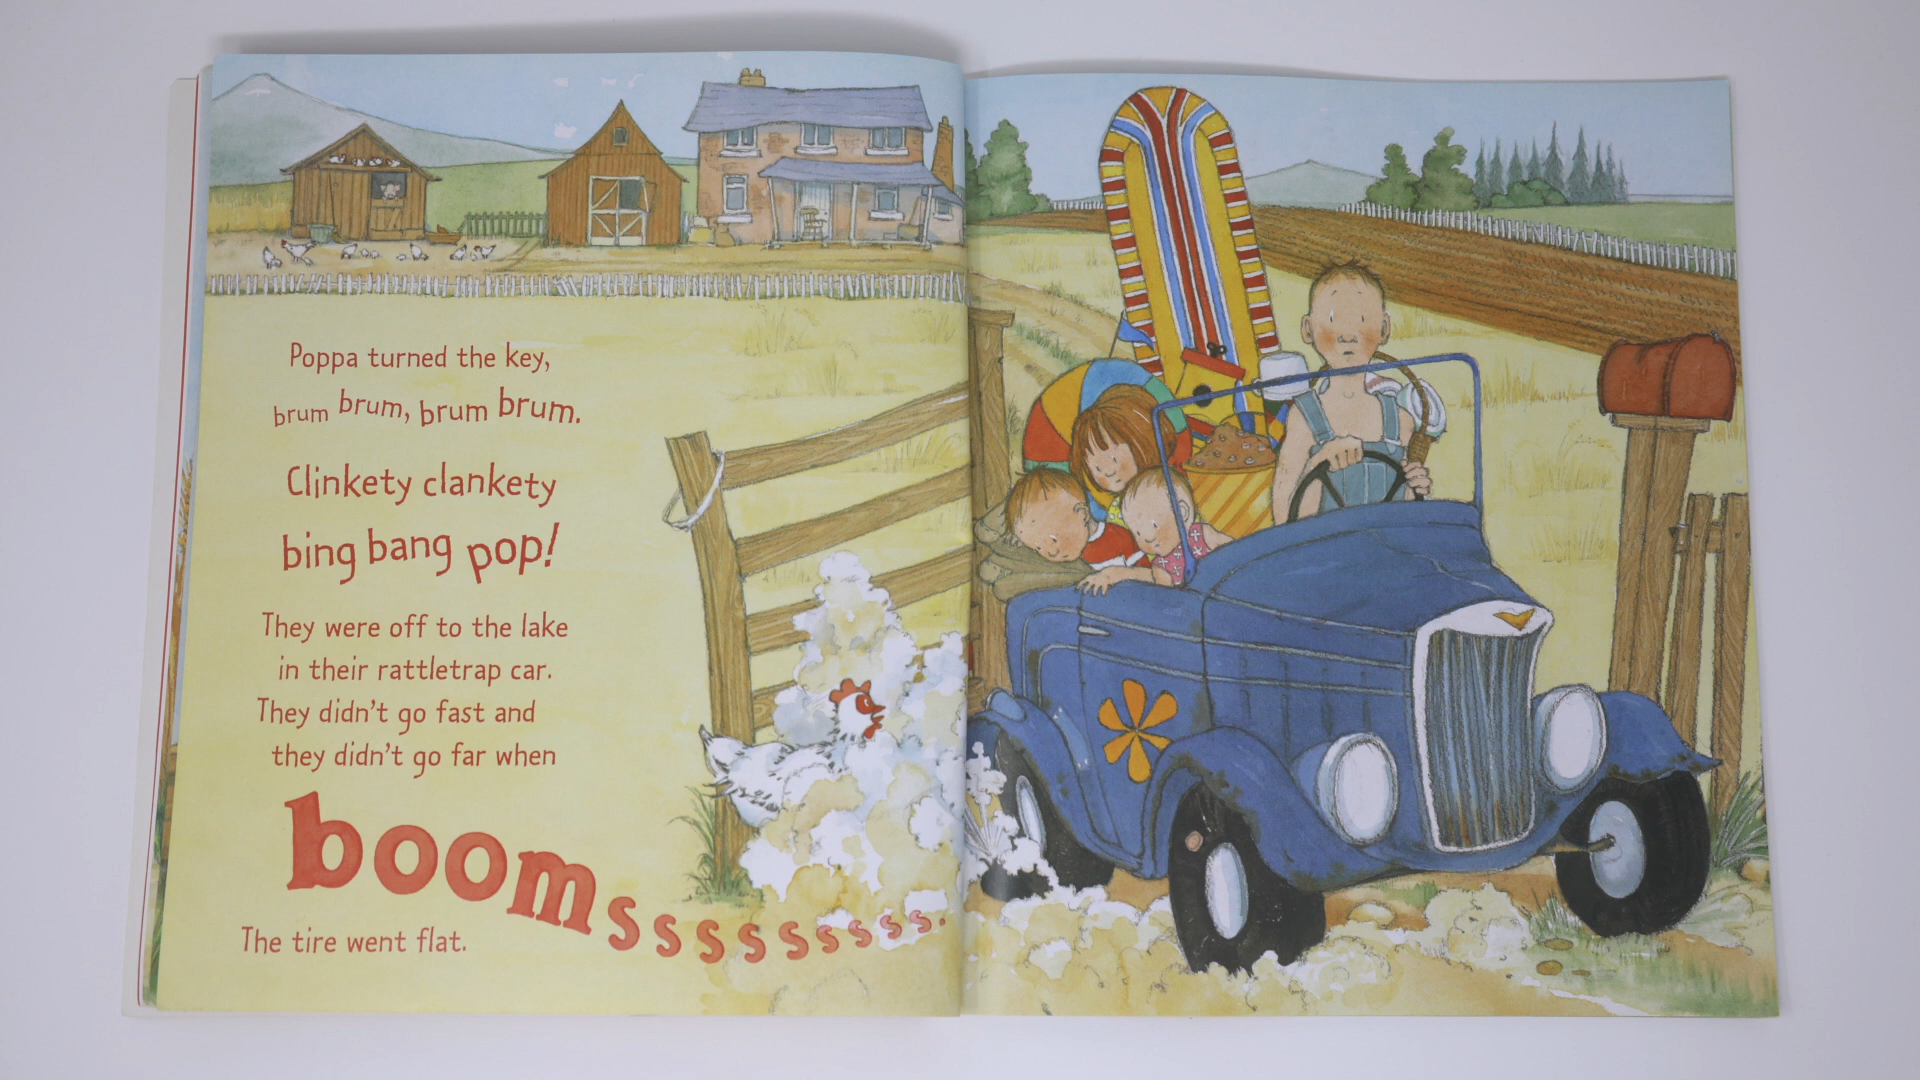 Poppa turned the key,
brum brum, brum brum.
Clinkety clankety
bing bang pop!
They were off to the lake
in their rattletrap car.
They didn't go fast and
they didn't go far when
boomsssssssss.
The tire went flat.